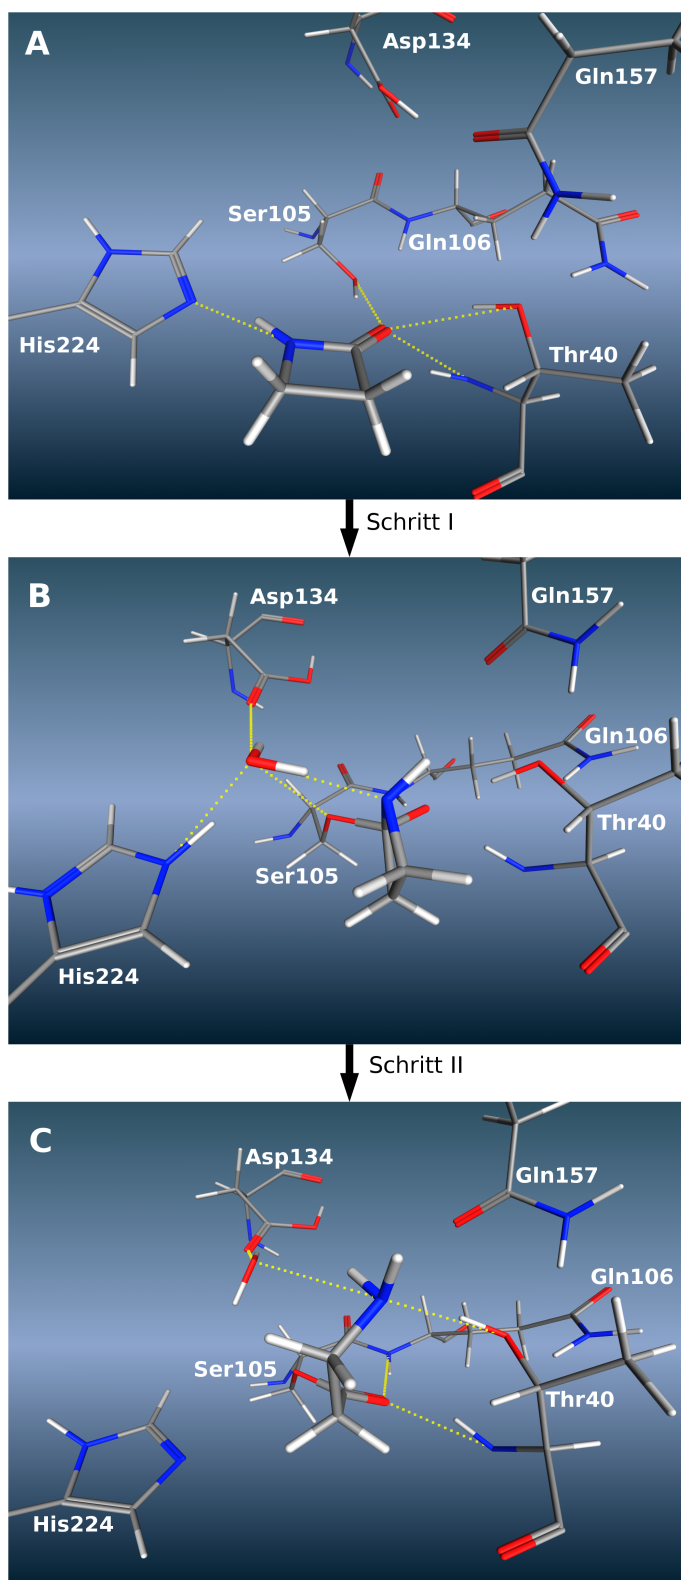 A
Asp134
Gln157
Ser105
Gln106
His224
Thr40
Schritt I
B
Asp134
Gln157
Gln106
Thr40
Ser105
His224
Schritt II
C
Asp134
Gln157
Gln106
Ser105
Thr40
His224